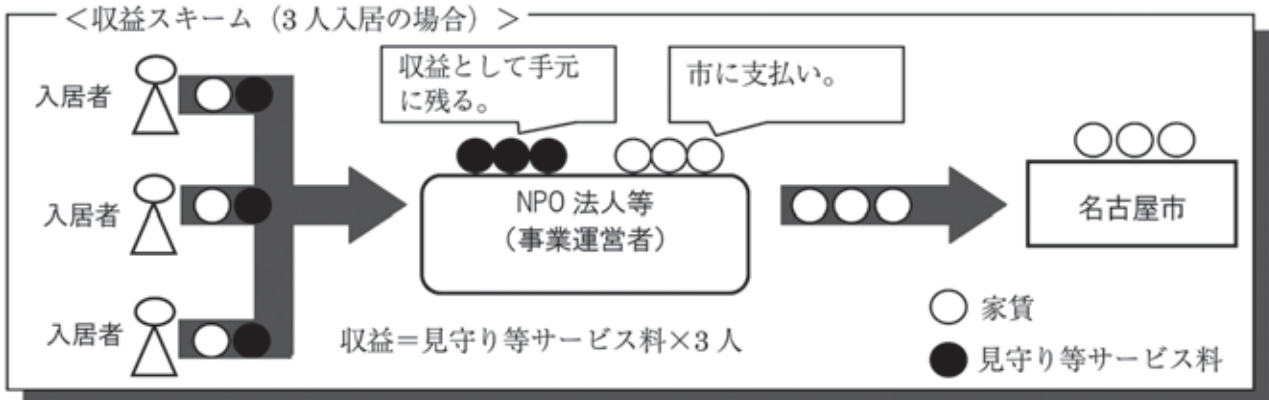 ＜収益スキーム（3人入居の場合）＞
入居者
収益として手元
に残る。
市に支払い。
入居者
NPO 法人等
（事業運営者）
名古屋市
入居者
収益＝見守り等サービス料×3人
家賃
見守り等サービス料